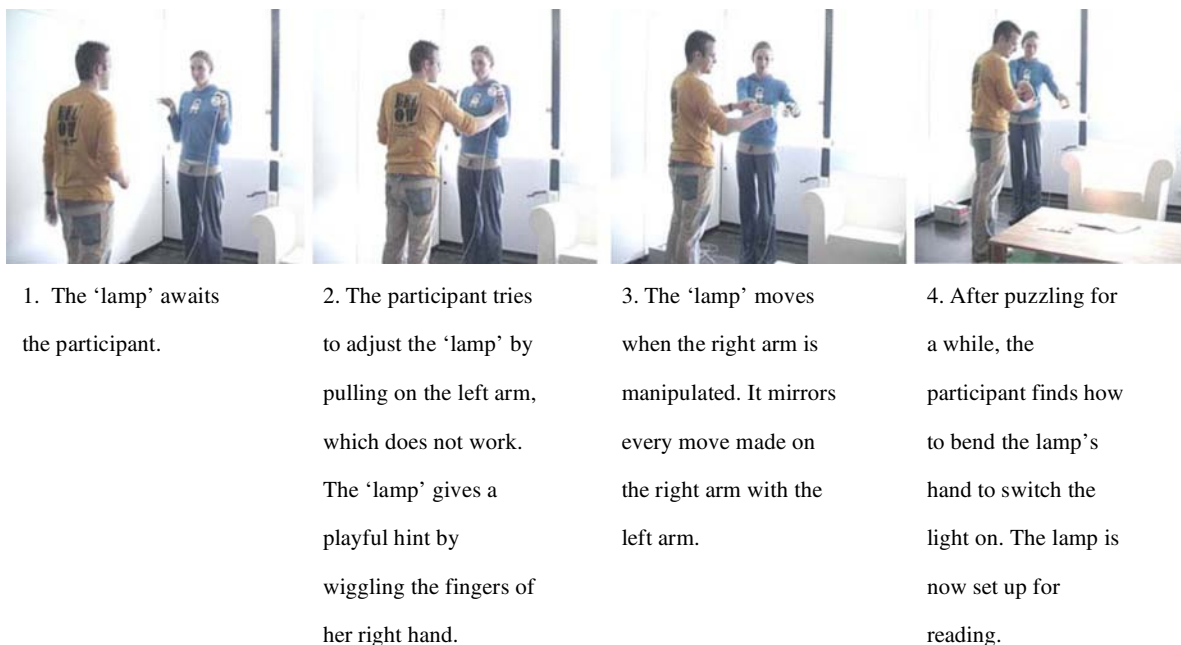 1. The ‘lamp’ awaits
the participant.
2. The participant tries
to adjust the ‘lamp’ by
pulling on the left arm,
which does not work.
The ‘lamp’ gives a
playful hint by
wiggling the fingers of
her right hand.
3. The ‘lamp’ moves
when the right arm is
manipulated. It mirrors
every move made on
the right arm with the
left arm.
4. After puzzling for
a while, the
participant finds how
to bend the lamp’s
hand to switch the
light on. The lamp is
now set up for
reading.